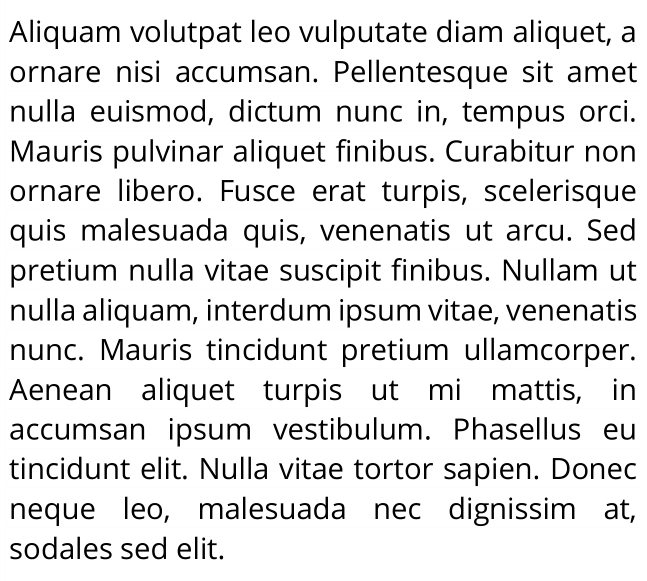 Aliquam volutpat leo vulputate diam aliquet, a
ornare nisi accumsan. Pellentesque sit amet
nulla euismod, dictum nunc in, tempus orci.
Mauris pulvinar aliquet finibus. Curabitur non
ornare libero. Fusce erat turpis, scelerisque
quis malesuada quis, venenatis ut arcu. Sed
pretium nulla vitae suscipit finibus. Nullam ut
nulla aliquam, interdum ipsum vitae, venenatis
nunc. Mauris tincidunt pretium ullamcorper.
Aenean aliquet turpis ut mi mattis, in
accumsan ipsum vestibulum. Phasellus eu
tincidunt elit. Nulla vitae tortor sapien. Donec
neque leo, malesuada nec dignissim at,
sodales sed elit.